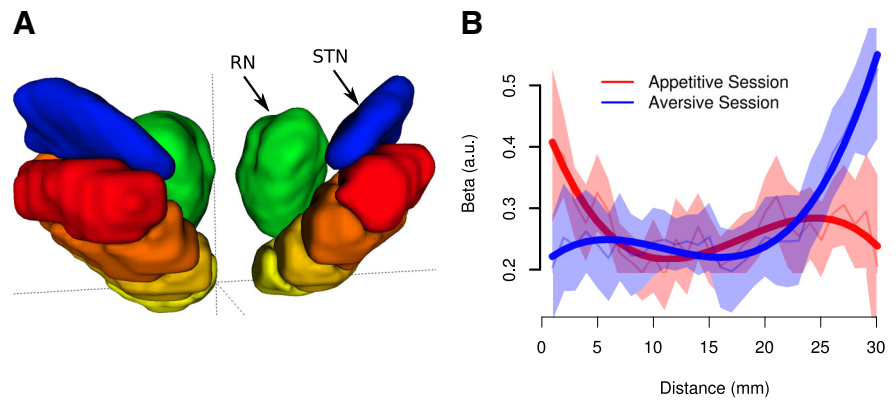 A
RN
STN
B
Appetitive Session
Aversive Session
Beta (a.u.)
0.5
0.4
0.3
0.2
0 5 10 15 20 25 30
Distance (mm)